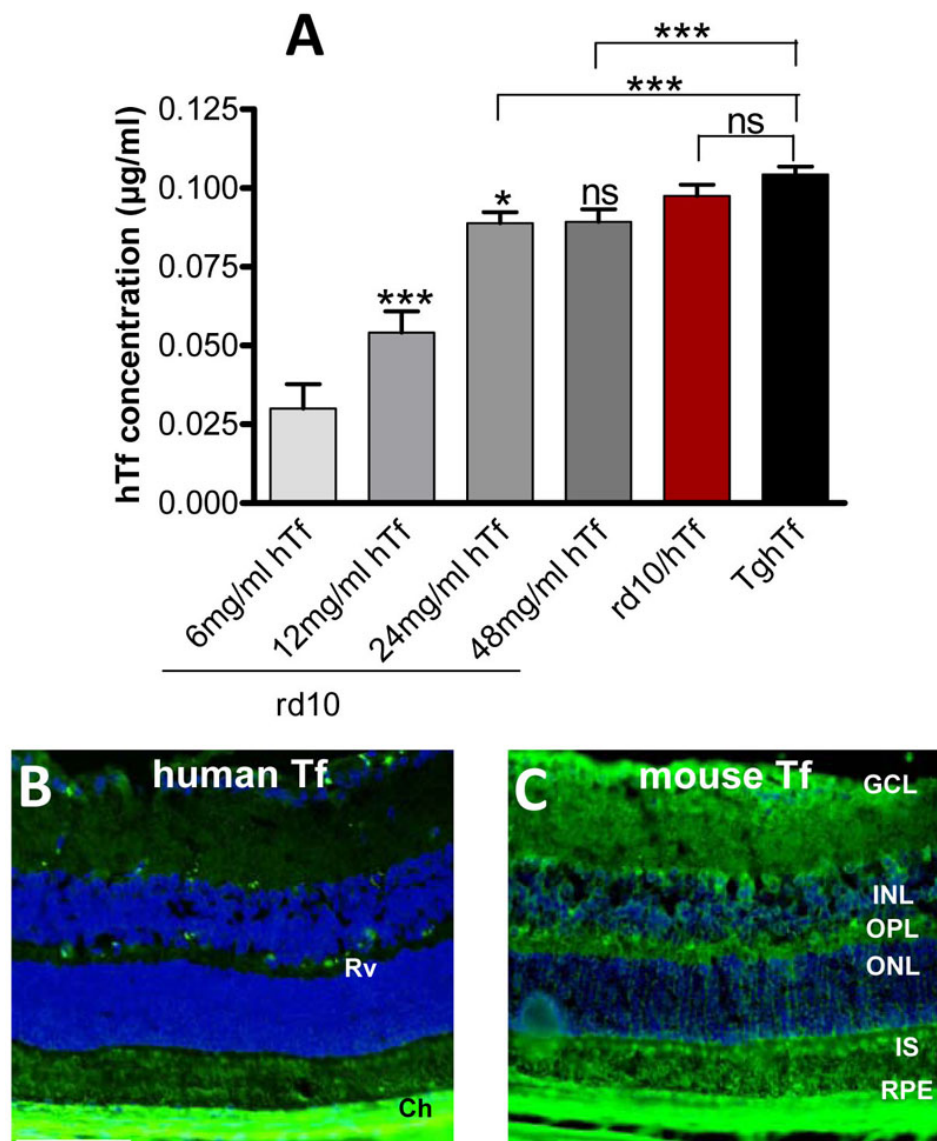 A
***
***
ns
0.125
0.100
0.075
0.050
0.025
0.000
hTf concentration (µg/ml)
***
*
ns
6mg/ml hTf
12mg/ml hTf
24mg/ml hTf
48mg/ml hTf
rd10/hTf
TghTf
rd10
B
human Tf
Rv
Ch
C
mouse Tf
GCL
INL
OPL
ONL
IS
RPE